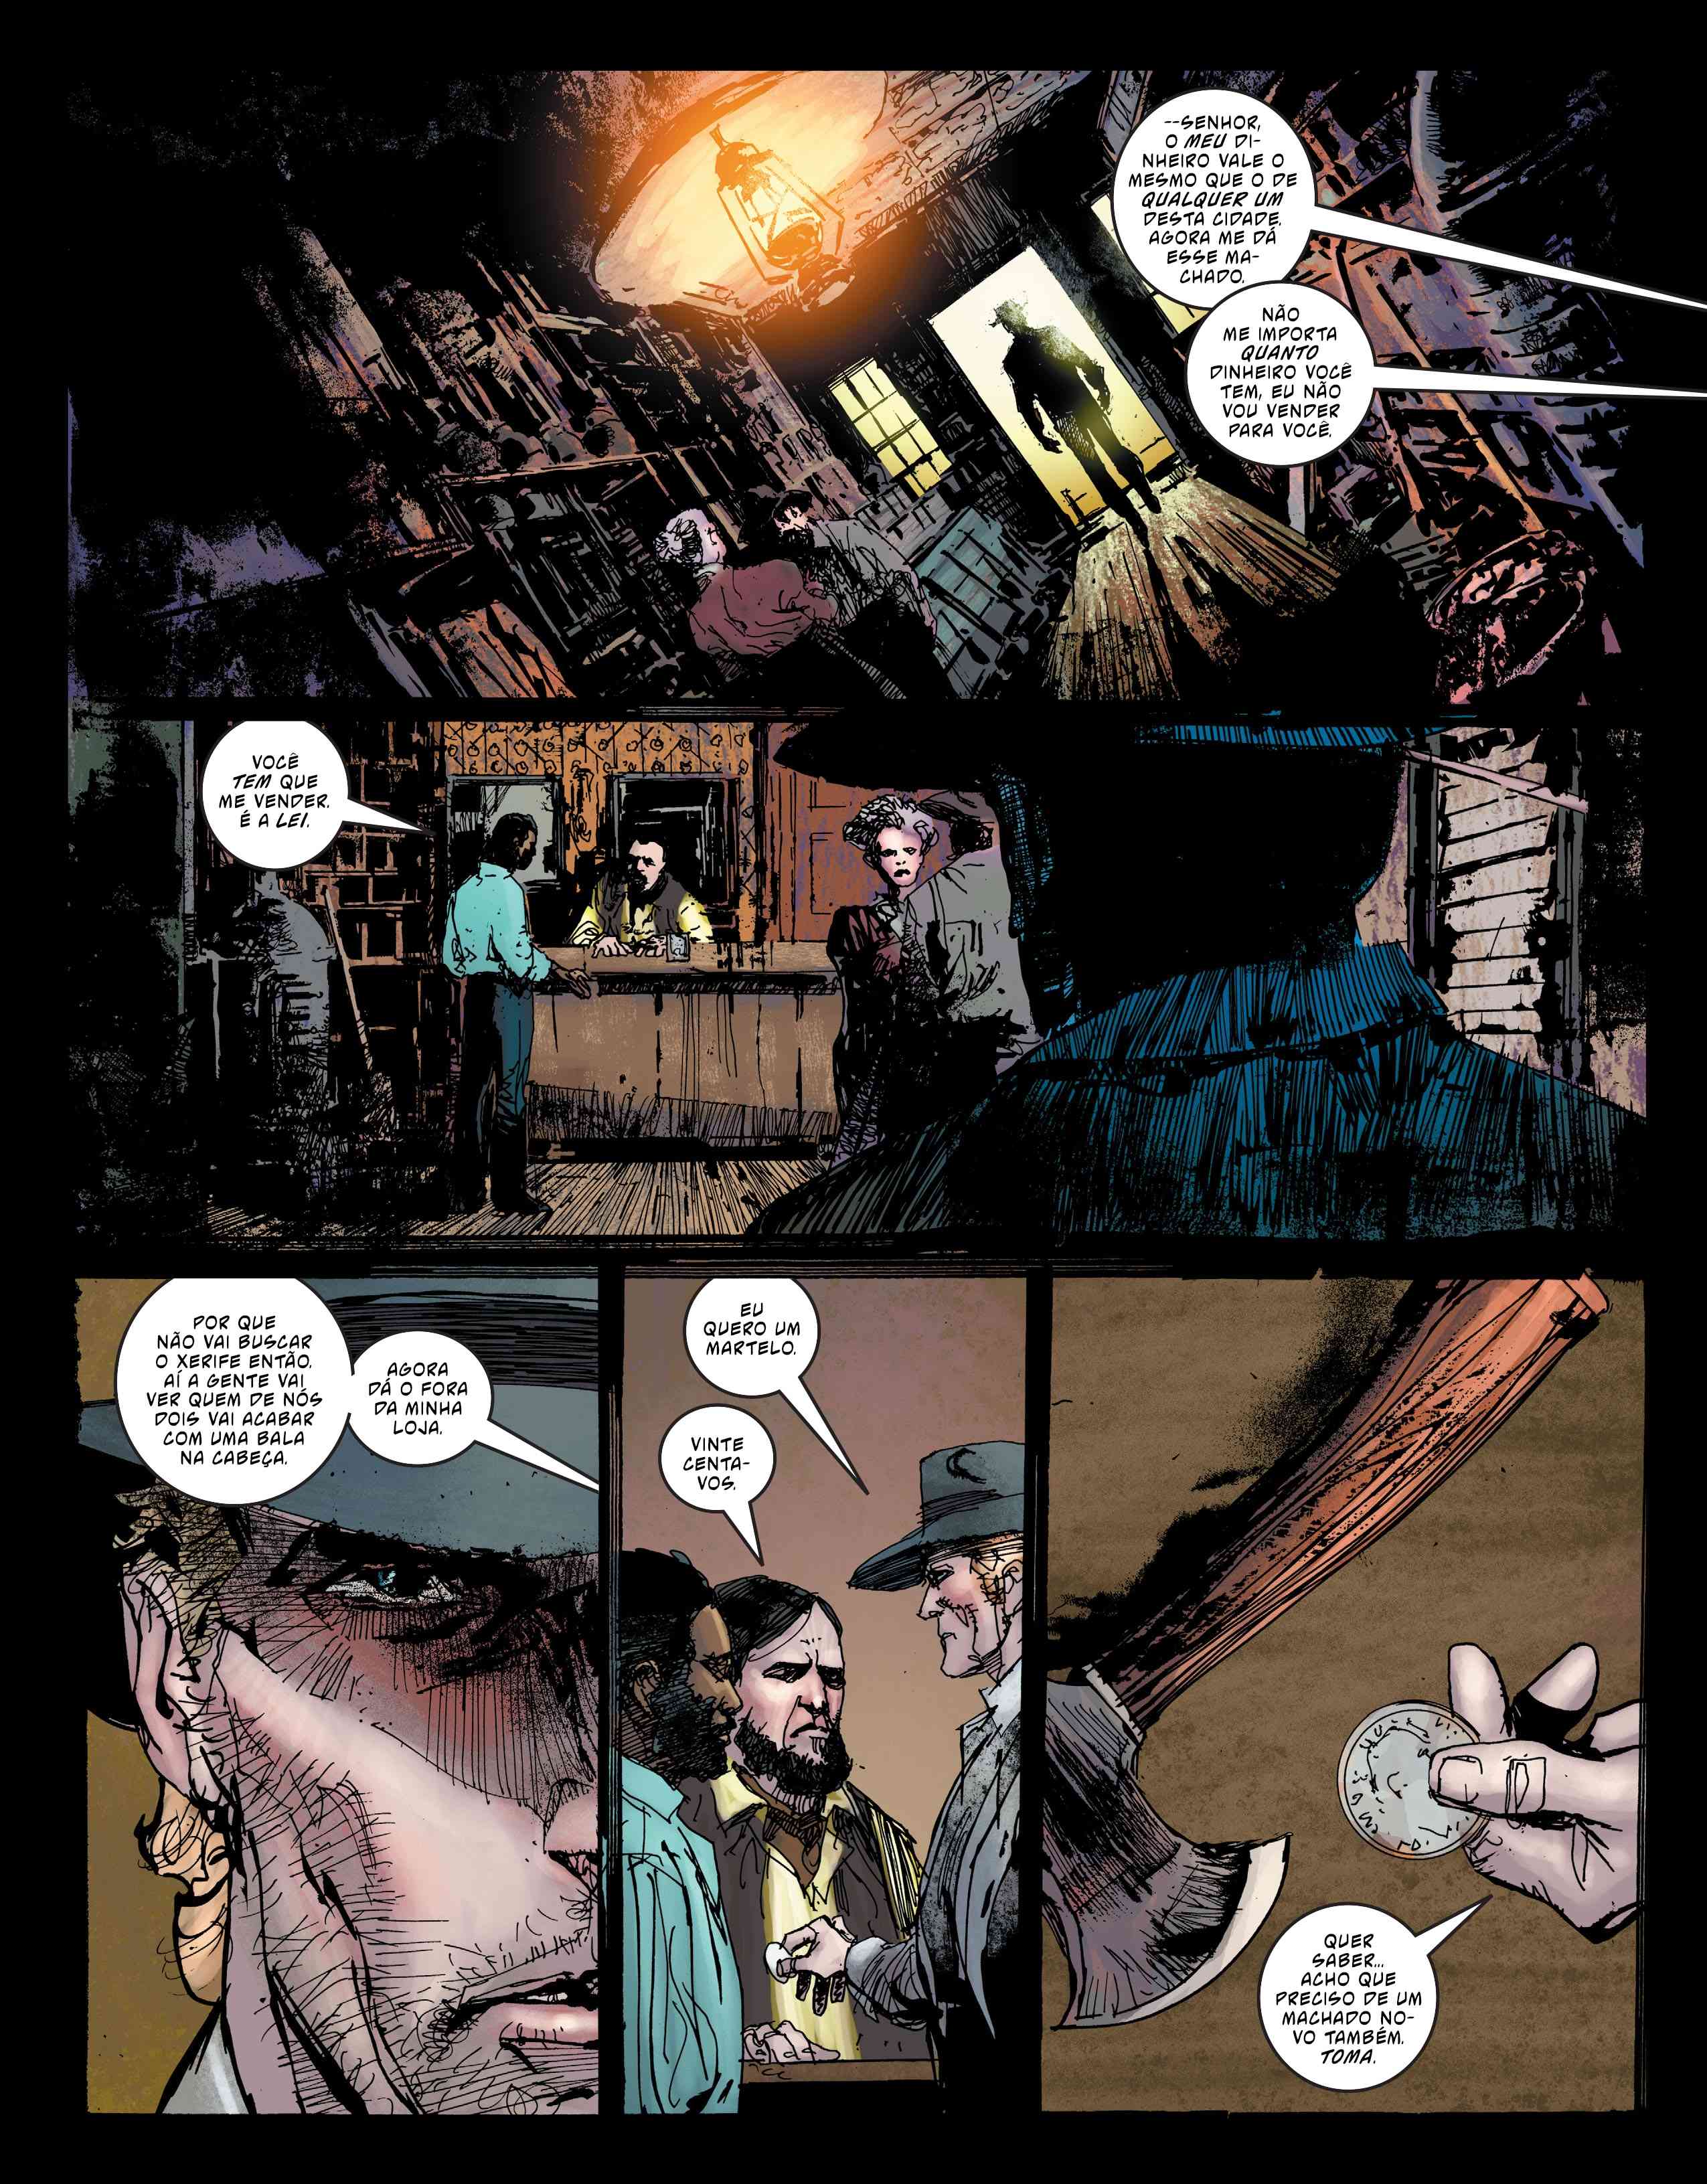 --SENHOR,
O MEU DI-
NHEIRO VALE O
MESMO QUE O DE
QUALQUER UM
DESTA CIDADE.
AGORA ME DÁ
ESSE MA-
CHADO.
NÃO
ME IMPORTA
QUANTO
DINHEIRO VOCÊ
TEM, EU NÃO
VOU VENDER
PARA VOCÊ.
VOCÊ
TEM QUE
ME VENDER.
É A LEI.
POR QUE
NÃO VAI BUSCAR
O XERIFE ENTÃO.
AÍ A GENTE VAI
VER QUEM DE NÓS
DOIS VAI ACABAR
COM UMA BALA
NA CABEÇA.
AGORA
DÁ O FORA
DA MINHA
LOJA.
EU
QUERO UM
MARTELO.
VINTE
CENTA-
VOS.
QUER
SABER...
ACHO QUE
PRECISO DE UM
MACHADO NO-
VO TAMBÉM.
TOMA.